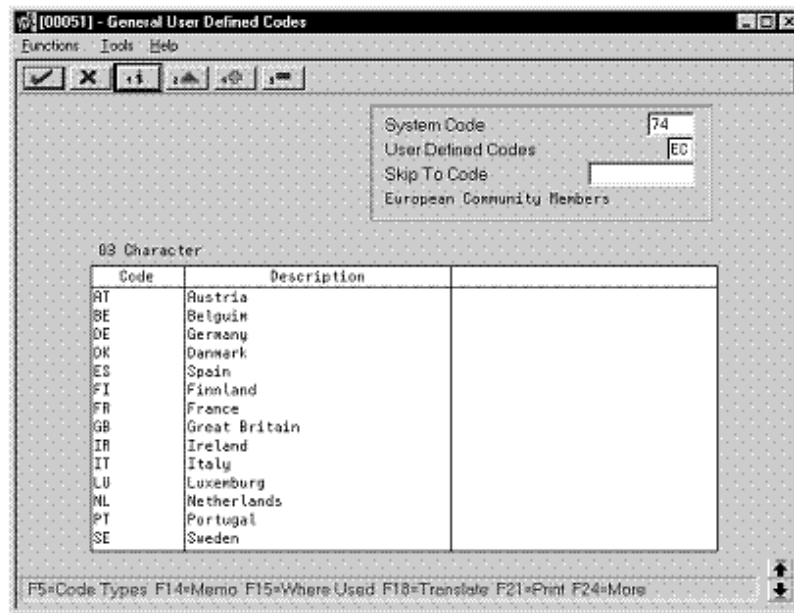 [00051] - General User Defined Codes
Functions Tools Help
System Code 74
User Defined Codes EC
Skip To Code
European Community Members
03 Character
Code Description
AT Austria
BE Belguim
DE Germany
DK Danmark
ES Spain
FI Finnland
FR France
GB Great Britain
IR Ireland
IT Italy
LU Luxemburg
NL Netherlands
PT Portugal
SE Sweden
F5=Code Types F14=Memo F15=Where Used F18=Translate F21=Print F24=More